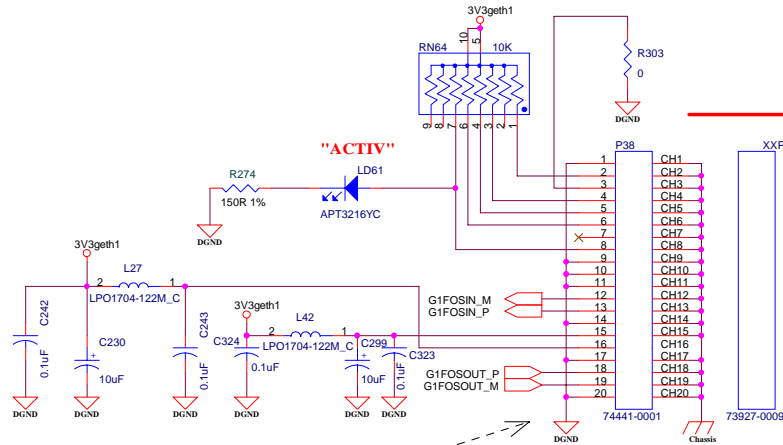 3V3geth1
10
5
RN64
10K
9
8
7
6
4
3
2
1
R303
0
DGND
"ACTIV"
R274
150R 1%
LD61
APT3216YC
DGND
P38
XXP
1
2
3
4
5
6
7
8
9
10
11
12
13
14
15
16
17
18
19
20
CH1
CH2
CH3
CH4
CH5
CH6
CH7
CH8
CH9
CH10
CH11
CH12
CH13
CH14
CH15
CH16
CH17
CH18
CH19
CH20
74441-0001
73927-0009
DGND
Chassis
G1FOSIN_M
G1FOSIN_P
G1FOSOUT_P
G1FOSOUT_M
3V3geth1
L27
2
1
LPO1704-122M_C
C242
0.1uF
DGND
C230
10uF
DGND
C243
0.1uF
DGND
3V3geth1
L42
2
1
LPO1704-122M_C
C324
0.1uF
DGND
C299
10uF
DGND
C323
0.1uF
DGND